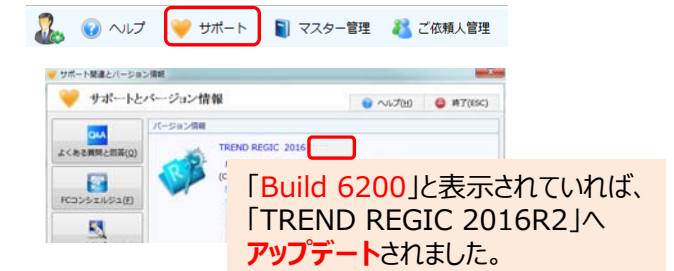 ヘルプ サポート マスター管理 ご依頼人管理
サポート関連とバージョン情報
サポートとバージョン情報 ヘルプ(H) 終了(ESC)
バージョン情報
Q&A
よくある質問と回答(Q)
TREND REGIC 2016
FCコンシェルジュ(F)
「Build 6200」と表示されていれば、
「TREND REGIC 2016R2」へ
アップデートされました。